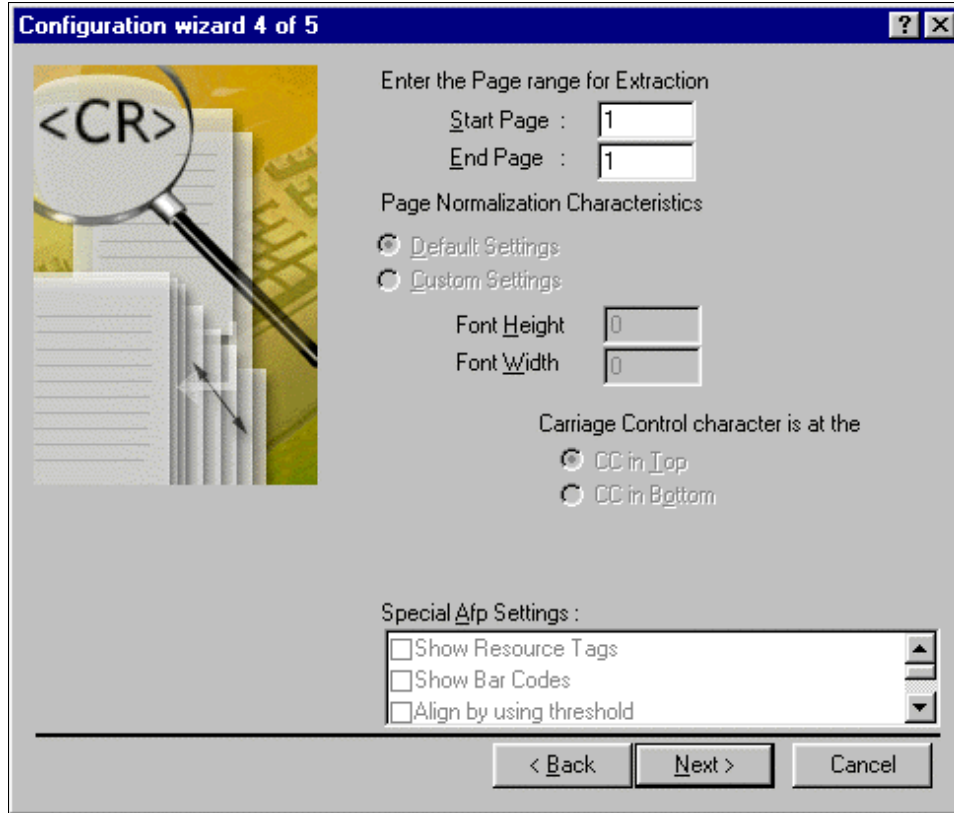 Configuration wizard 4 of 5
<CR>
Enter the Page range for Extraction
Start Page : 1
End Page : 1
Page Normalization Characteristics
Default Settings
Custom Settings
Font Height 0
Font Width 0
Carriage Control character is at the
CC in Top
CC in Bottom
Special Afp Settings :
Show Resource Tags
Show Bar Codes
Align by using threshold
< Back Next > Cancel